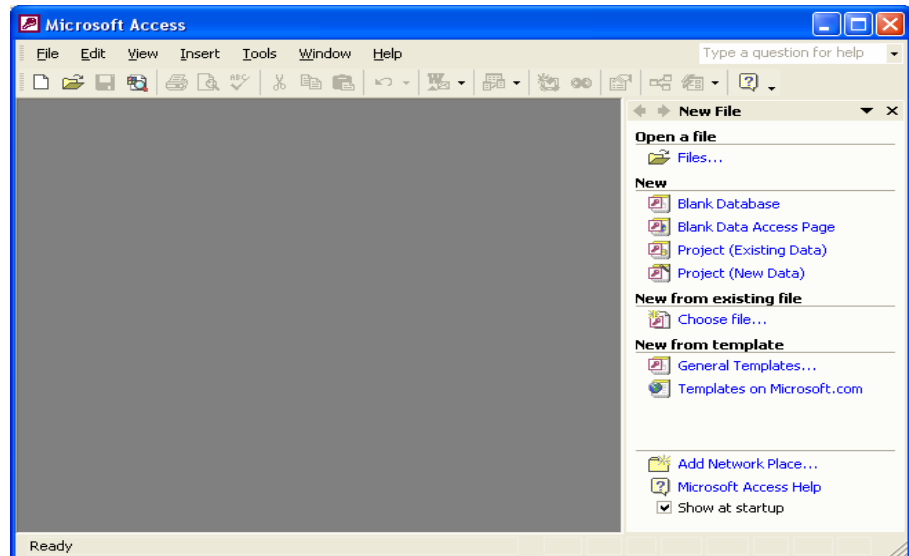 Microsoft Access
File Edit View Insert Tools Window Help Type a question for help
ABC
New File
Open a file
Files...
New
Blank Database
Blank Data Access Page
Project (Existing Data)
Project (New Data)
New from existing file
Choose file...
New from template
General Templates...
Templates on Microsoft.com
Add Network Place...
Microsoft Access Help
Show at startup
Ready